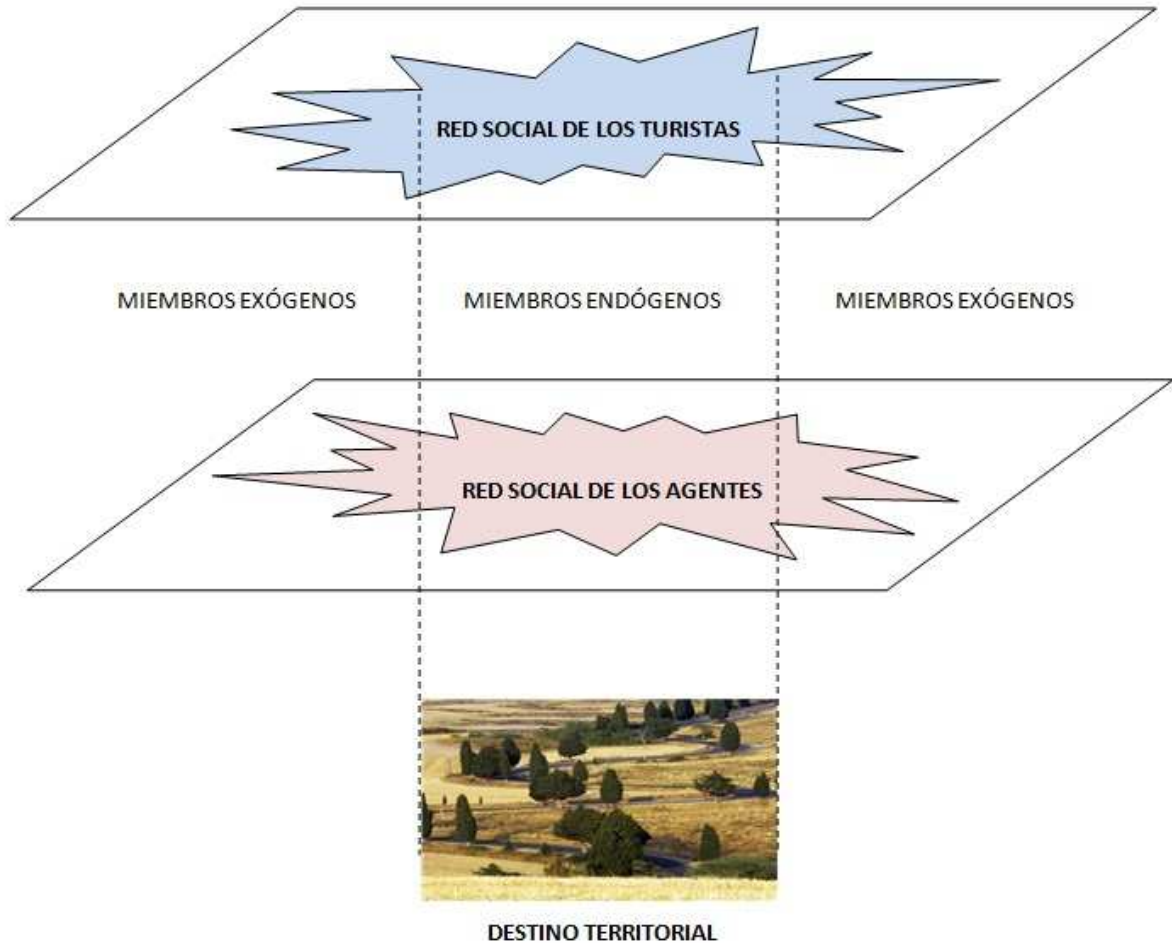 RED SOCIAL DE LOS TURISTAS
MIEMBROS EXÓGENOS
MIEMBROS ENDÓGENOS
MIEMBROS EXÓGENOS
RED SOCIAL DE LOS AGENTES
DESTINO TERRITORIAL